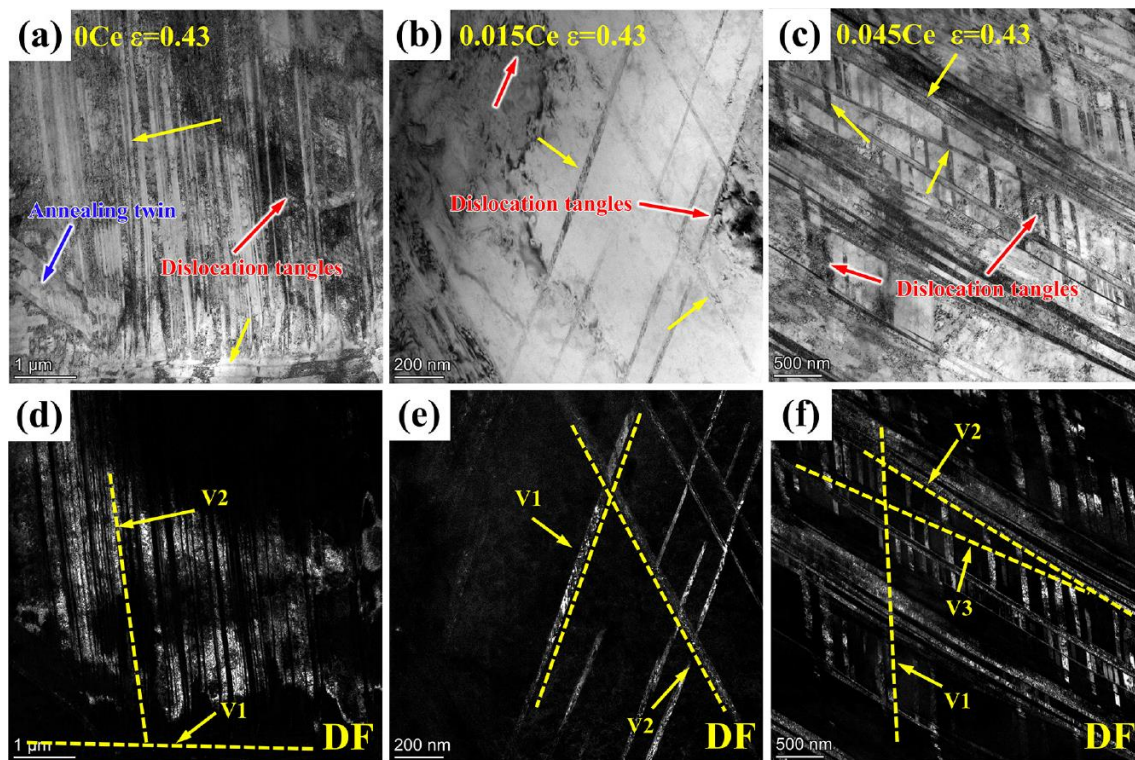 (a) 0Ce ε=0.43
Annealing twin
Dislocation tangles
1 μm
(b) 0.015Ce ε=0.43
Dislocation tangles
200 nm
(c) 0.045Ce ε=0.43
Dislocation tangles
500 nm
(d)
V2
V1
1 μm
DF
(e)
V1
V2
200 nm
DF
(f)
V2
V3
V1
500 nm
DF